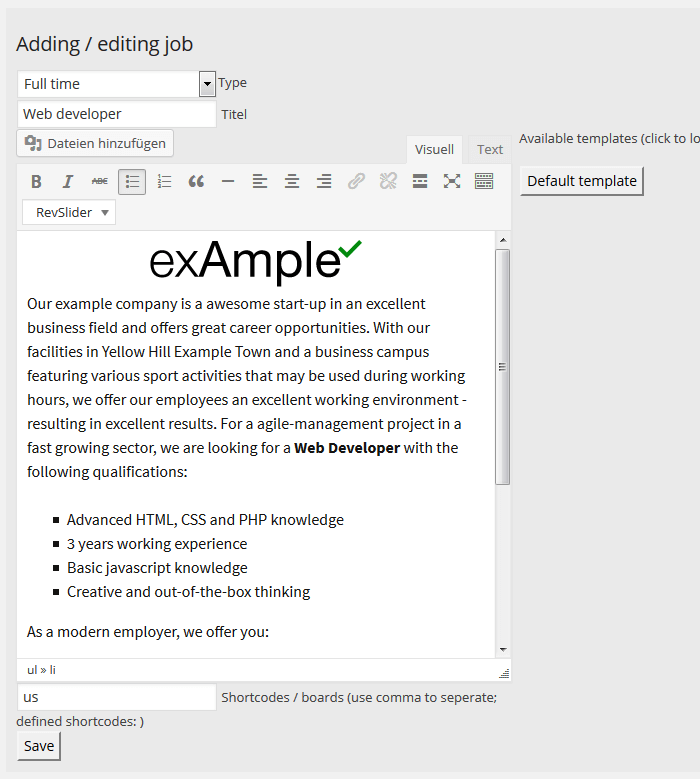 Adding / editing job
Full time Type
Web developer Titel
Dateien hinzufügen Visuell Text Available templates (click to lo
B I ABC Default template
RevSlider
exAmple
Our example company is a awesome start-up in an excellent
business field and offers great career opportunities. With our
facilities in Yellow Hill Example Town and a business campus
featuring various sport activities that may be used during working
hours, we offer our employees an excellent working environment -
resulting in excellent results. For a agile-management project in a
fast growing sector, we are looking for a Web Developer with the
following qualifications:
Advanced HTML, CSS and PHP knowledge
3 years working experience
Basic javascript knowledge
Creative and out-of-the-box thinking
As a modern employer, we offer you:
ul » li
us Shortcodes / boards (use comma to seperate;
defined shortcodes: )
Save